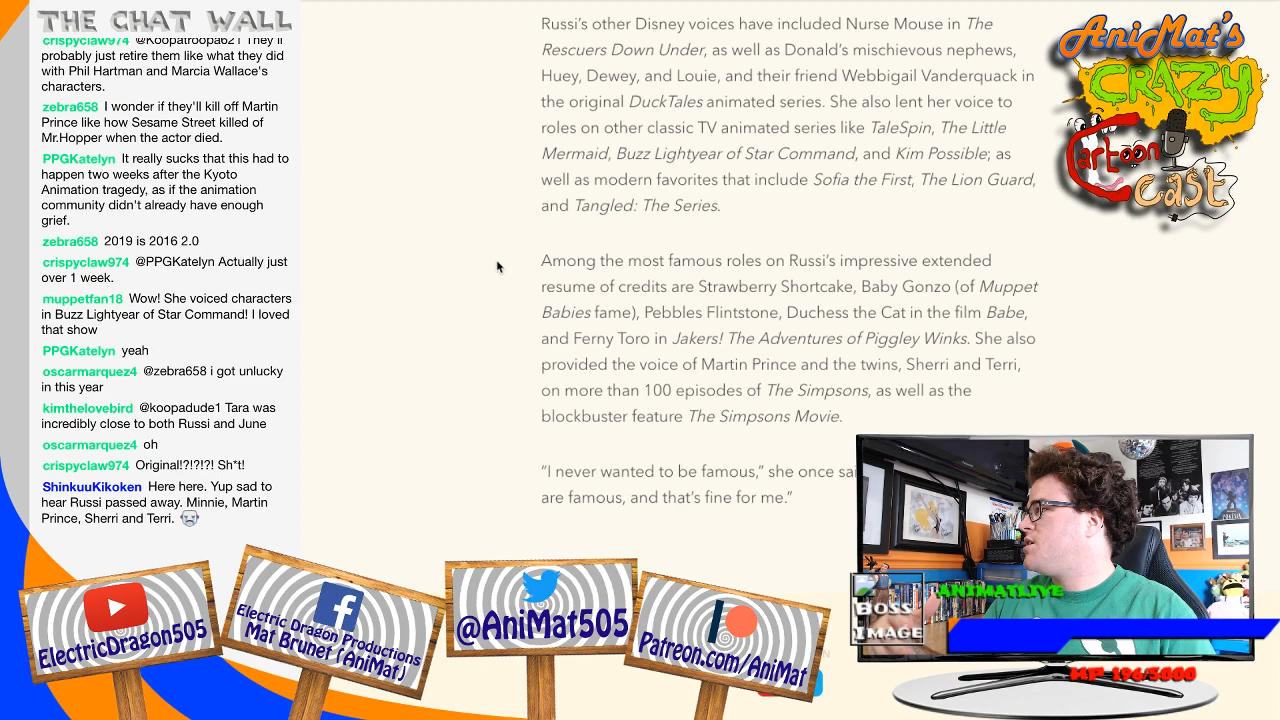 THE CHAT WALL
crispyclaw974 @Koopatroopa621 They'll
probably just retire them like what they did
with Phil Hartman and Marcia Wallace's
characters.
zebra658 I wonder if they'll kill off Martin
Prince like how Sesame Street killed of
Mr.Hopper when the actor died.
PPGKatelyn It really sucks that this had to
happen two weeks after the Kyoto
Animation tragedy, as if the animation
community didn't already have enough
grief.
zebra658 2019 is 2016 2.0
crispyclaw974 @PPGKatelyn Actually just
over 1 week.
muppetfan18 Wow! She voiced characters
in Buzz Lightyear of Star Command! I loved
that show
PPGKatelyn yeah
oscarmarquez4 @zebra658 i got unlucky
in this year
kimthelovebird @koopadude1 Tara was
incredibly close to both Russi and June
oscarmarquez4 oh
crispyclaw974 Original!?!?!?! Sh*t!
ShinkuuKikoken Here here. Yup sad to
hear Russi passed away. Minnie, Martin
Prince, Sherri and Terri.
Russi's other Disney voices have included Nurse Mouse in The
Rescuers Down Under, as well as Donald's mischievous nephews,
Huey, Dewey, and Louie, and their friend Webbigail Vanderquack in
the original DuckTales animated series. She also lent her voice to
roles on other classic TV animated series like TaleSpin, The Little
Mermaid, Buzz Lightyear of Star Command, and Kim Possible; as
well as modern favorites that include Sofia the First, The Lion Guard,
and Tangled: The Series.
Among the most famous roles on Russi's impressive extended
resume of credits are Strawberry Shortcake, Baby Gonzo (of Muppet
Babies fame), Pebbles Flintstone, Duchess the Cat in the film Babe,
and Ferny Toro in Jakers! The Adventures of Piggley Winks. She also
provided the voice of Martin Prince and the twins, Sherri and Terri,
on more than 100 episodes of The Simpsons, as well as the
blockbuster feature The Simpsons Movie.
"I never wanted to be famous," she once sai
are famous, and that's fine for me."
AniMat's
CRAZY
Cartoon
Cast
BOSS
IMAGE
ANIMATLIVE
HP 196/5000
ElectricDragon505
Electric Dragon Productions
Mat Brunet (AniMat)
@AniMat505
Patreon.com/AniMat